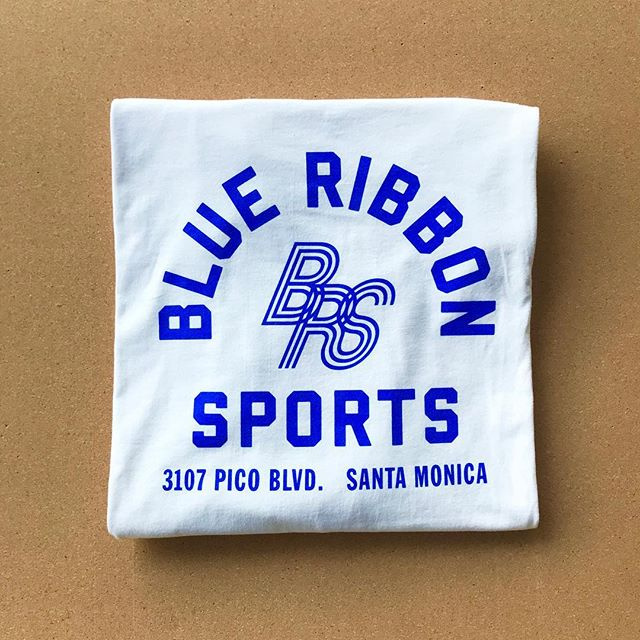 BLUE RIBBON
BRS
SPORTS
3107 PICO BLVD. SANTA MONICA